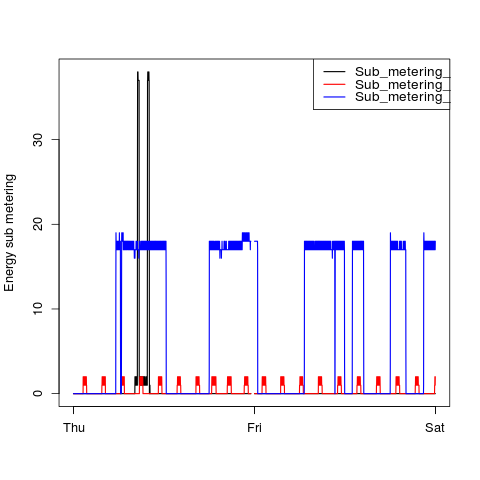 Sub_metering_
Sub_metering_
Sub_metering_
Energy sub metering
30
20
10
0
Thu Fri Sat